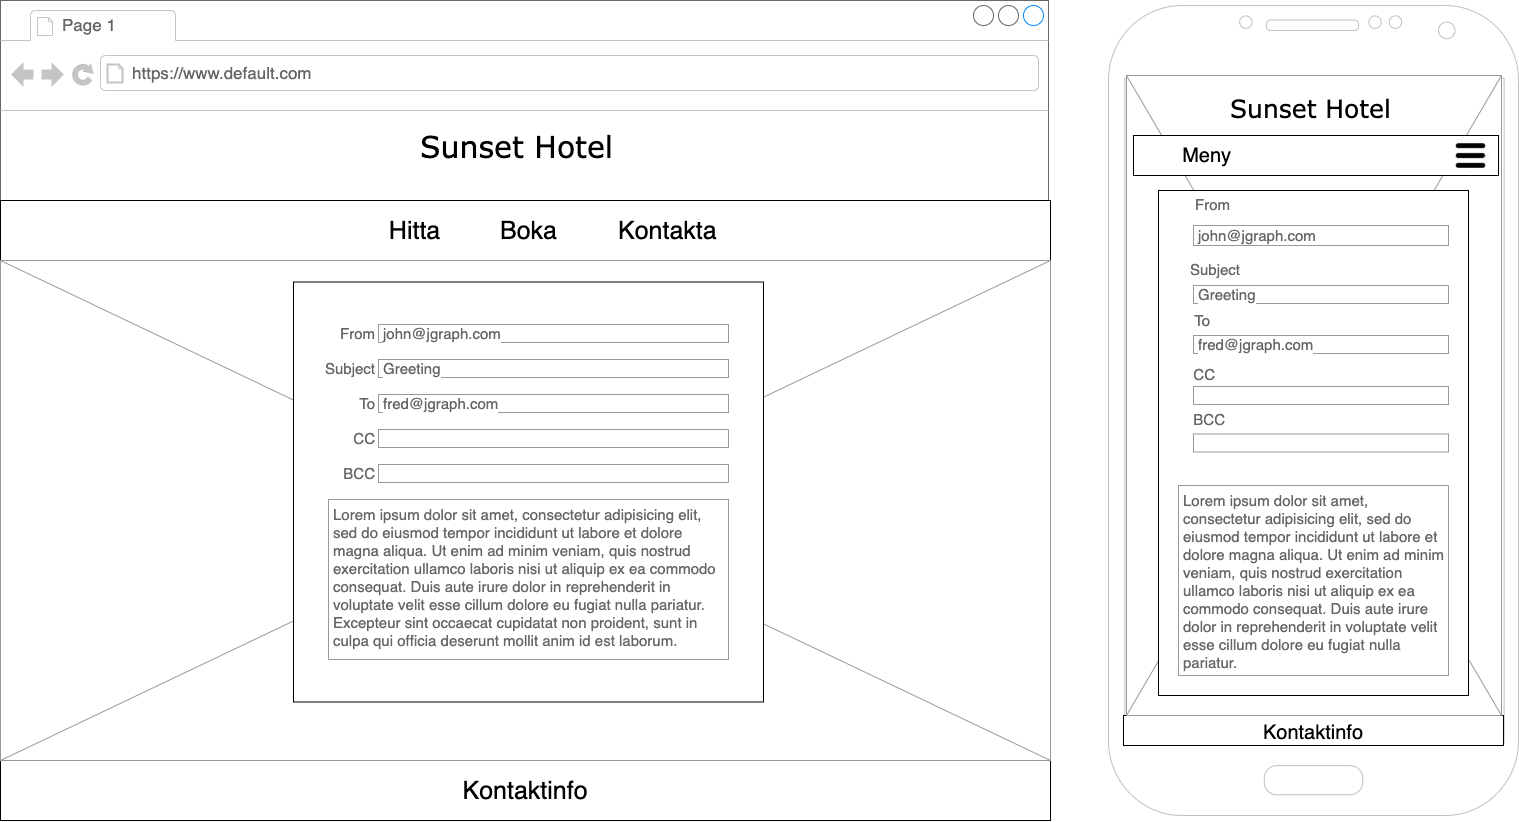 Page 1
https://www.default.com
Sunset Hotel
Hitta Boka Kontakta
From john@jgraph.com
Subject Greeting
To fred@jgraph.com
CC
BCC
Lorem ipsum dolor sit amet, consectetur adipisicing elit,
sed do eiusmod tempor incididunt ut labore et dolore
magna aliqua. Ut enim ad minim veniam, quis nostrud
exercitation ullamco laboris nisi ut aliquip ex ea commodo
consequat. Duis aute irure dolor in reprehenderit in
voluptate velit esse cillum dolore eu fugiat nulla pariatur.
Excepteur sint occaecat cupidatat non proident, sunt in
culpa qui officia deserunt mollit anim id est laborum.
Kontaktinfo
Sunset Hotel
Meny
From
john@jgraph.com
Subject
Greeting
To
fred@jgraph.com
CC
BCC
Lorem ipsum dolor sit amet,
consectetur adipisicing elit, sed do
eiusmod tempor incididunt ut labore et
dolore magna aliqua. Ut enim ad minim
veniam, quis nostrud exercitation
ullamco laboris nisi ut aliquip ex ea
commodo consequat. Duis aute irure
dolor in reprehenderit in voluptate velit
esse cillum dolore eu fugiat nulla
pariatur.
Kontaktinfo